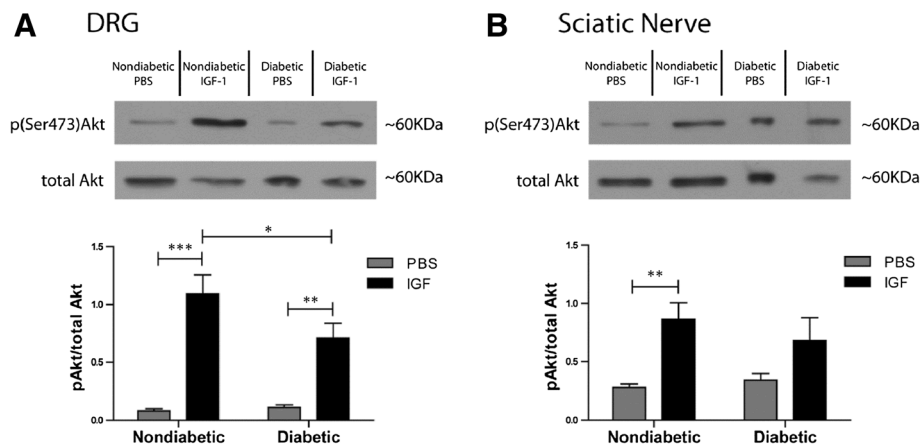 A DRG
Nondiabetic PBS
Nondiabetic IGF-1
Diabetic PBS
Diabetic IGF-1
p(Ser473)Akt
~60KDa
total Akt
~60KDa
pAkt/total Akt
1.5
1.0
0.5
0.0
***
*
**
PBS
IGF
Nondiabetic
Diabetic
B Sciatic Nerve
Nondiabetic PBS
Nondiabetic IGF-1
Diabetic PBS
Diabetic IGF-1
p(Ser473)Akt
~60KDa
total Akt
~60KDa
pAkt/total Akt
1.5
1.0
0.5
0.0
**
PBS
IGF
Nondiabetic
Diabetic